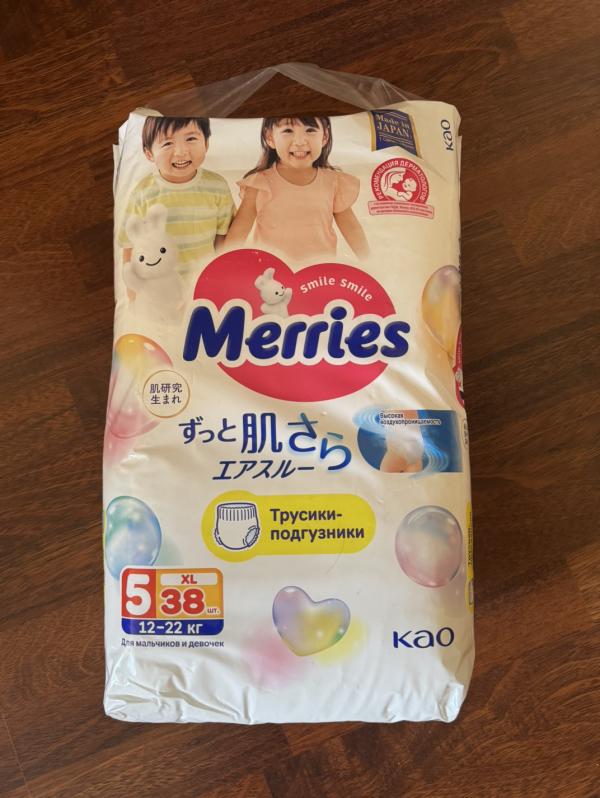 Made in
JAPAN
Kao
РЕКОМЕНДАЦИЯ ДЕРМАТОЛОГОВ
smile smile
Merries
肌研究
生まれ
ずっと肌さら
エアスルー
Высокая
воздухопроницаемость
Трусики-
подгузники
5
XL
38 шт.
12–22 кг
Для мальчиков и девочек
Kao